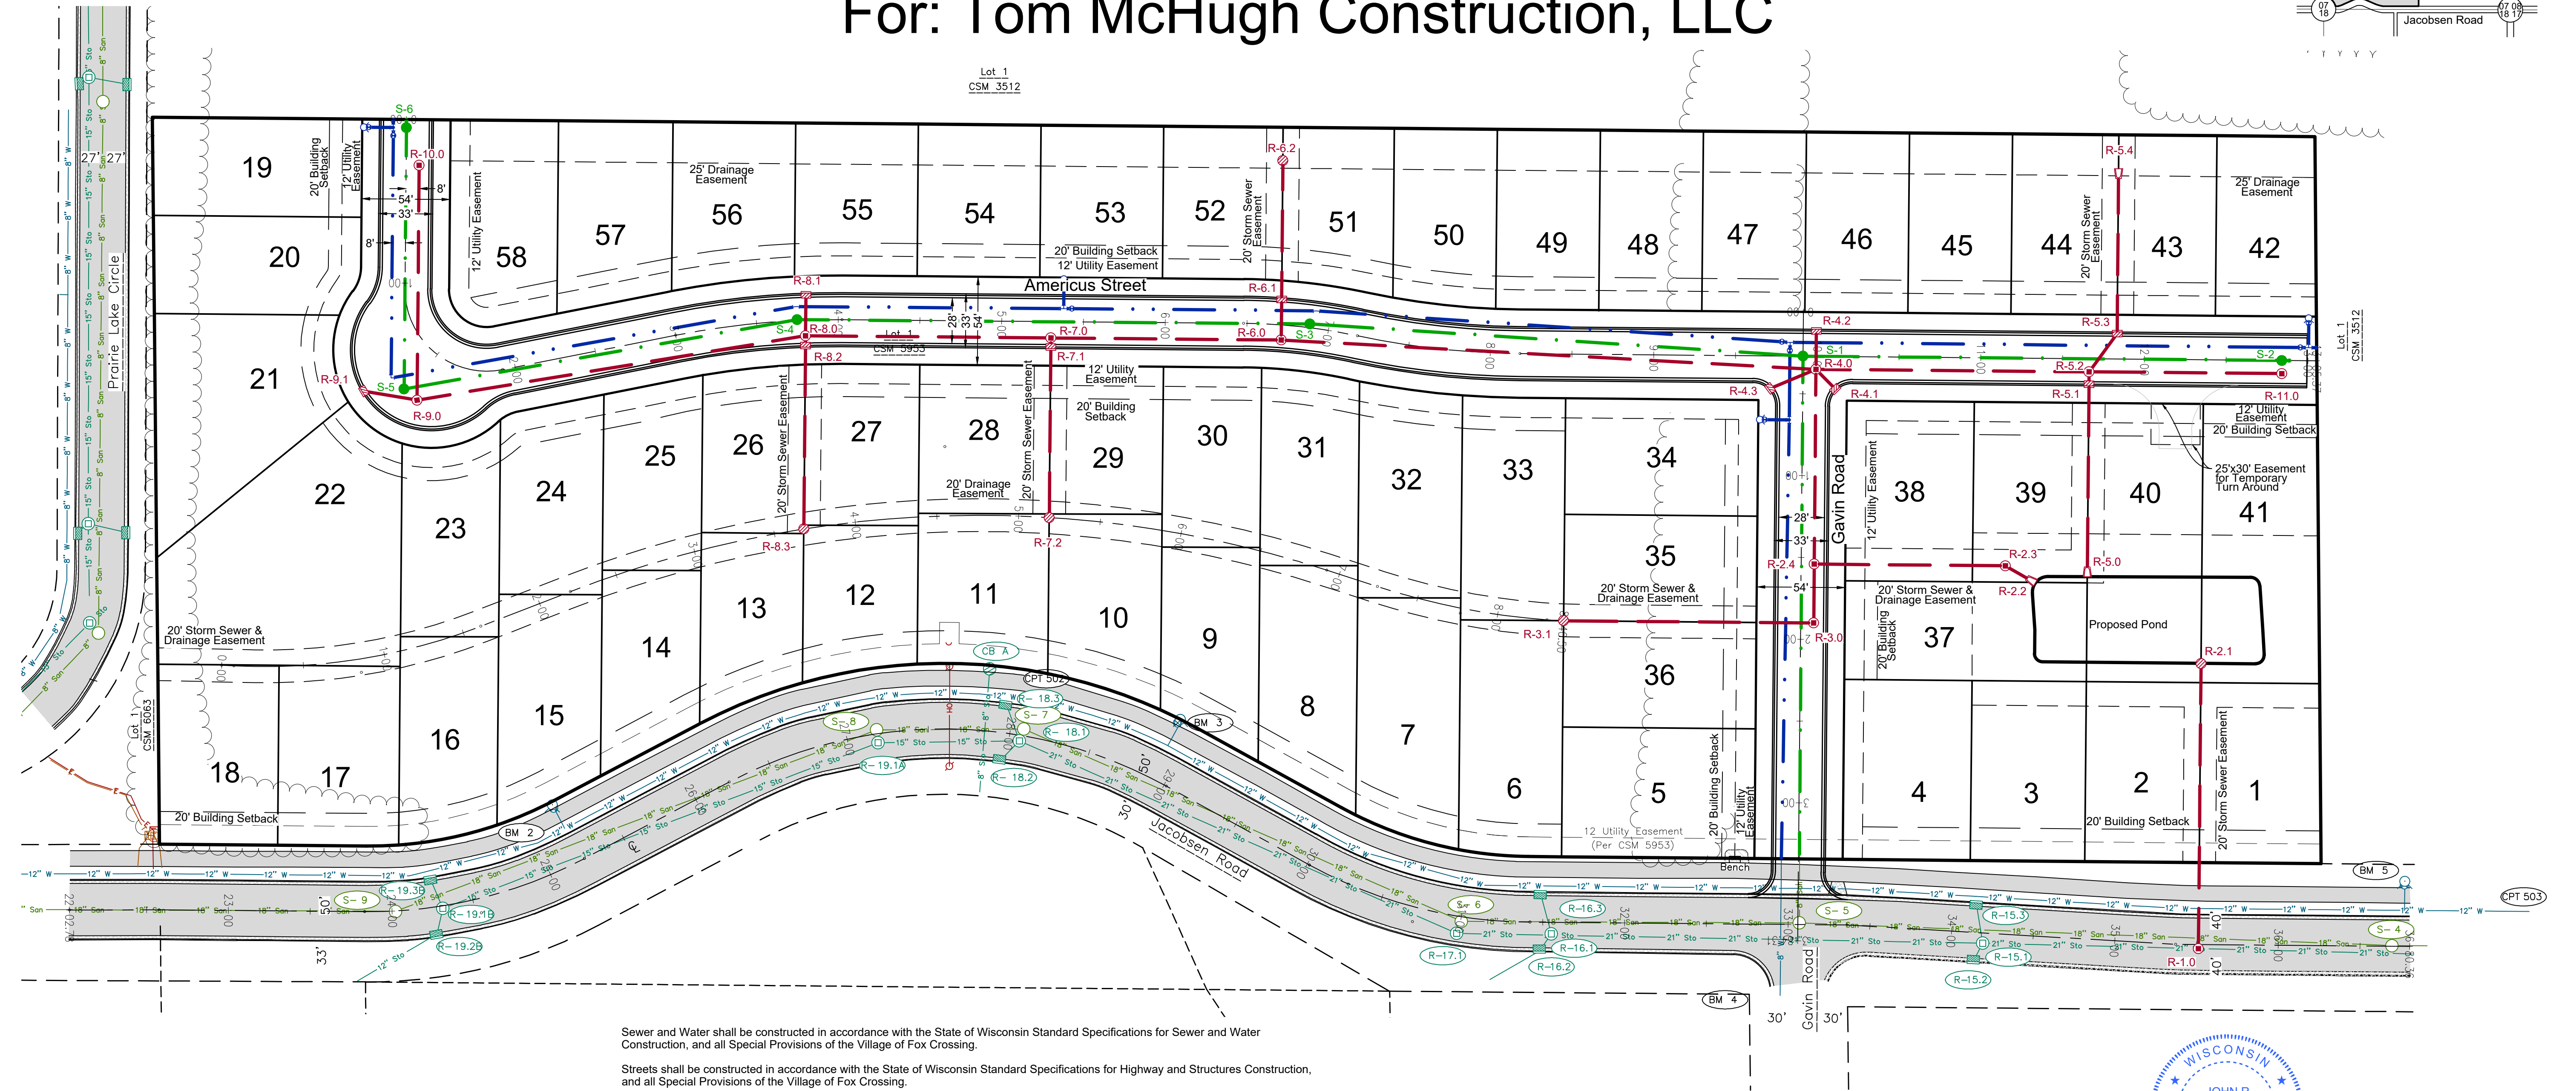 For: Tom McHugh Construction, LLC
07
18
07 08
18 17
Jacobsen Road
Lot 1
CSM 3512
27' 27'
Prairie Lake Circle
19
20
21
22
23
24
25
26
27
28
29
30
31
32
33
34
35
36
37
38
39
40
41
42
43
44
45
46
47
48
49
50
51
52
53
54
55
56
57
58
20' Building
Setback
12' Utility
Easement
S-6
R-10.0
8'
54'
33'
8'
12' Utility Easement
25' Drainage
Easement
20' Building Setback
12' Utility Easement
Americus Street
R-6.2
20' Storm Sewer
Easement
R-6.1
R-6.0
S-3
R-5.4
20' Storm Sewer
Easement
25' Drainage
Easement
R-5.3
R-4.2
S-1
R-4.0
R-4.3
R-4.1
R-5.2
R-5.1
S-2
R-11.0
Lot 1
CSM 3512
R-8.1
S-4
R-8.0
R-8.2
Lot 1
CSM 5953
28'
33'
54'
R-7.0
R-7.1
R-9.1
S-5
R-9.0
12' Utility
Easement
20' Building
Setback
20' Storm Sewer Easement
20' Storm Sewer Easement
20' Drainage
Easement
R-8.3
R-7.2
12' Utility
Easement
20' Building Setback
25'x30' Easement
for Temporary
Turn Around
Gavin Road
12' Utility Easement
28'
33'
54'
R-2.4
R-2.3
R-2.2
R-5.0
20' Storm Sewer &
Drainage Easement
20' Storm Sewer &
Drainage Easement
R-3.1
R-3.0
20' Building
Setback
Proposed Pond
R-2.1
20' Storm Sewer &
Drainage Easement
Lot 1
CSM 6063
18
17
16
15
14
13
12
11
10
9
8
7
6
5
4
3
2
1
20' Building Setback
20' Building Setback
12' Utility
Easement
12 Utility Easement
(Per CSM 5953)
Bench
20' Building Setback
20' Storm Sewer Easement
CB A
CPT 502
R- 18.3
S- 7
R- 18.1
R- 18.2
S- 8
R-19.1A
BM 3
BM 2
S- 9
R-19.3B
R-19.1B
R-19.2B
50'
33'
50'
30'
Jacobsen Road
S- 6
R-17.1
R-16.3
R-16.1
R-16.2
S- 5
R-15.3
R-15.1
R-15.2
BM 5
CPT 503
S- 4
R-1.0
40'
40'
BM 4
30'
Gavin Road
30'
Sewer and Water shall be constructed in accordance with the State of Wisconsin Standard Specifications for Sewer and Water
Construction, and all Special Provisions of the Village of Fox Crossing.
Streets shall be constructed in accordance with the State of Wisconsin Standard Specifications for Highway and Structures Construction,
and all Special Provisions of the Village of Fox Crossing.
WISCONSIN